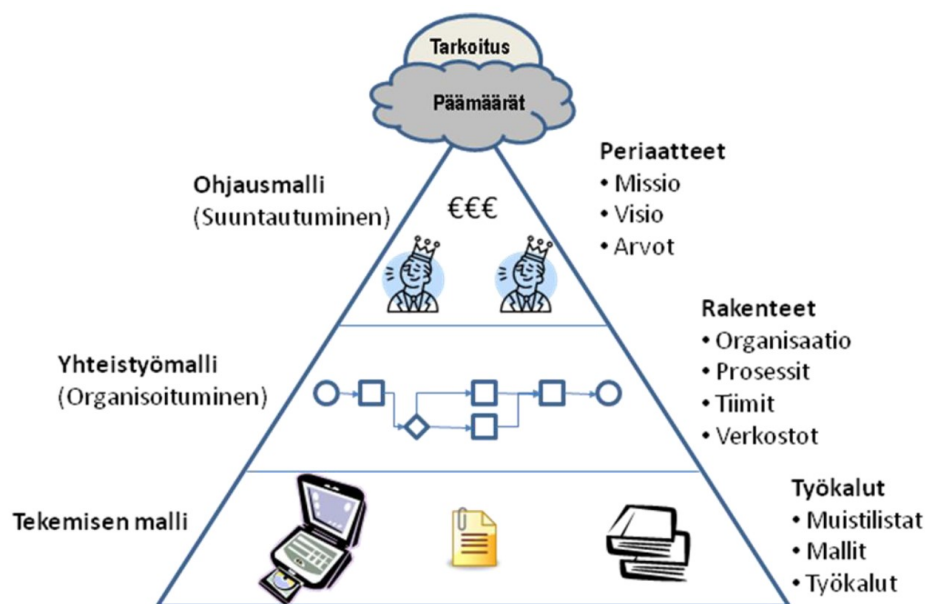 Tarkoitus
Päämäärät
Ohjausmalli
(Suuntautuminen)
€€€
Periaatteet
• Missio
• Visio
• Arvot
Yhteistyömalli
(Organisoituminen)
Rakenteet
• Organisaatio
• Prosessit
• Tiimit
• Verkostot
Tekemisen malli
Työkalut
• Muistilistat
• Mallit
• Työkalut